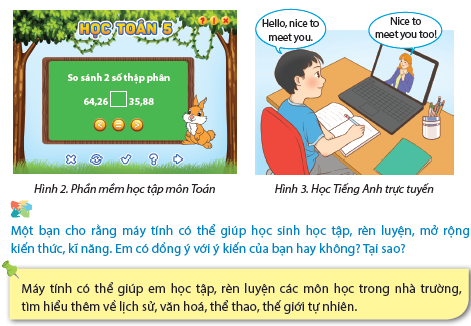 HỌC TOÁN 5
So sánh 2 số thập phân
64,26 35,88
< = >
Hình 2. Phần mềm học tập môn Toán
Hello, nice to
meet you.
Nice to
meet you too!
Hình 3. Học Tiếng Anh trực tuyến
Một bạn cho rằng máy tính có thể giúp học sinh học tập, rèn luyện, mở rộng
kiến thức, kĩ năng. Em có đồng ý với ý kiến của bạn hay không? Tại sao?
Máy tính có thể giúp em học tập, rèn luyện các môn học trong nhà trường,
tìm hiểu thêm về lịch sử, văn hoá, thể thao, thế giới tự nhiên.